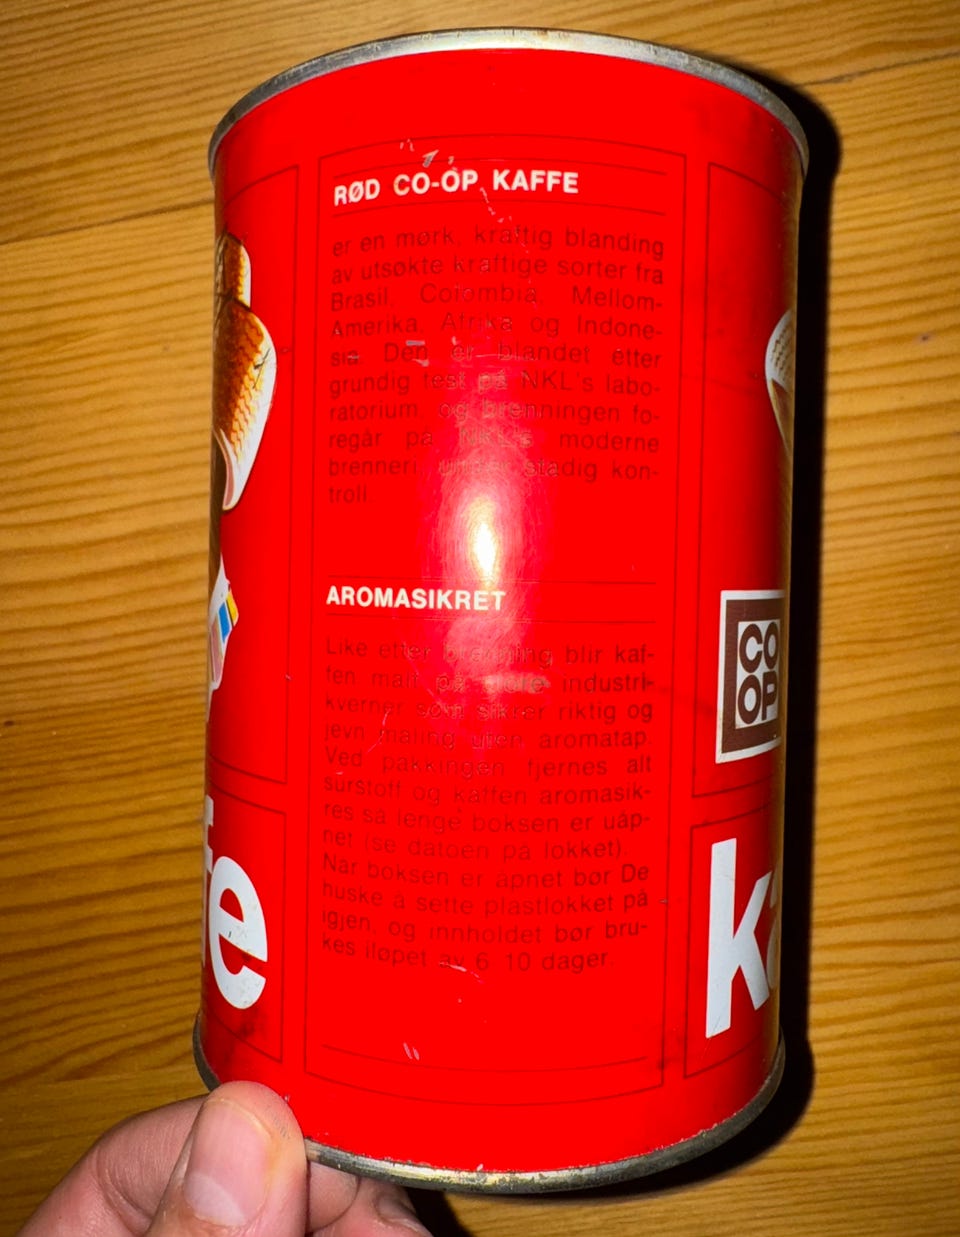 RØD CO-OP KAFFE
er en mørk, kraftig blanding
av utsøkte kraftige sorter fra
Brasil, Colombia, Mellom-
Amerika, Afrika og Indone-
sia. Den er blandet etter
grundig test på NKL's labo-
ratorium, og brenningen fo-
regår på NKL's moderne
brenneri, under stadig kon-
troll.
AROMASIKRET
Like etter brenning blir kaf-
fen malt på store industri-
kverner som sikrer riktig og
jevn maling uten aromatap.
Ved pakkingen fjernes alt
surstoff og kaffen aromasik-
res så lenge boksen er uåp-
net (se datoen på lokket).
Når boksen er åpnet bør De
huske å sette plastlokket på
igjen, og innholdet bør bru-
kes iløpet av 6 10 dager.
CO
OP
fe
ka